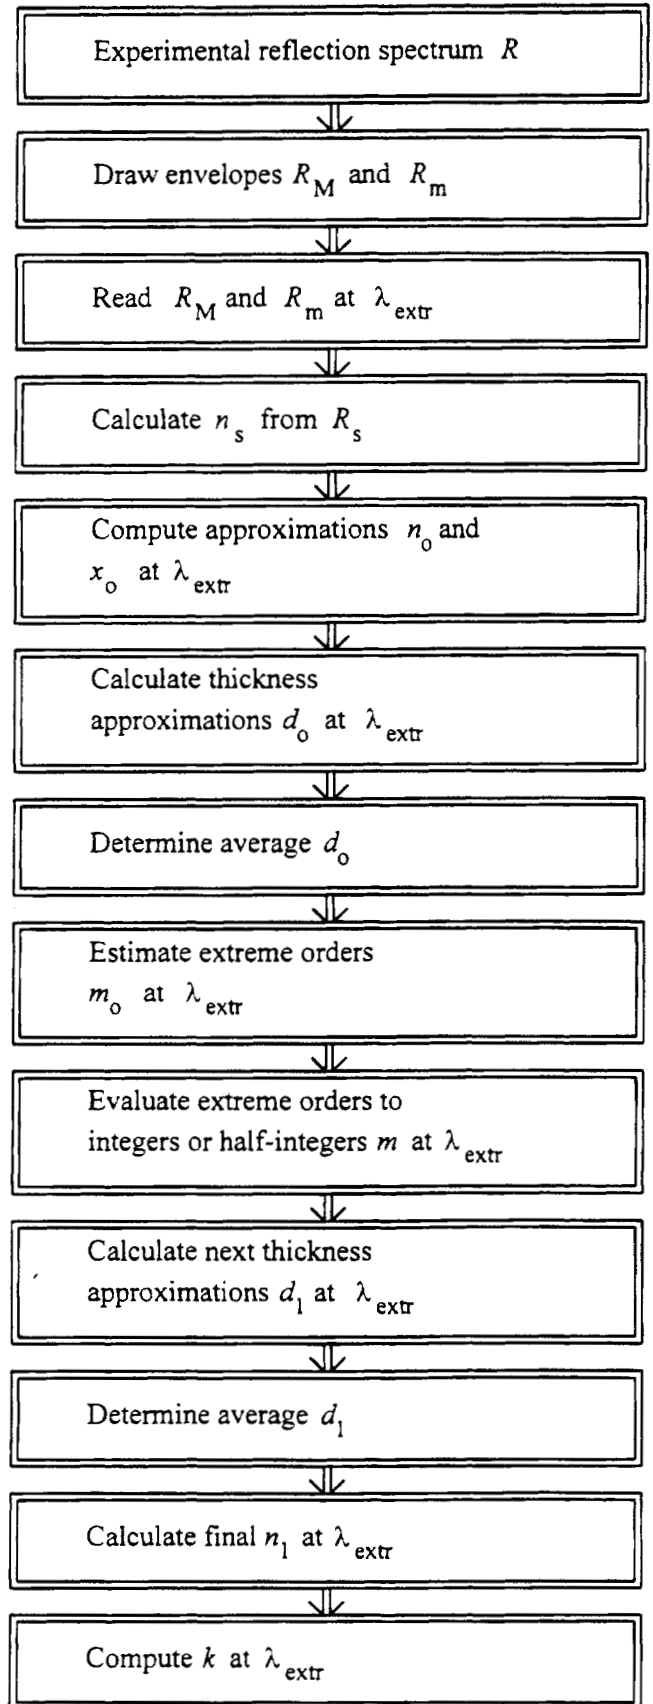 Experimental reflection spectrum R
Draw envelopes R_M and R_m
Read R_M and R_m at λ_extr
Calculate n_s from R_s
Compute approximations n_o and
x_o at λ_extr
Calculate thickness
approximations d_o at λ_extr
Determine average d_o
Estimate extreme orders
m_o at λ_extr
Evaluate extreme orders to
integers or half-integers m at λ_extr
Calculate next thickness
approximations d_1 at λ_extr
Determine average d_1
Calculate final n_1 at λ_extr
Compute k at λ_extr